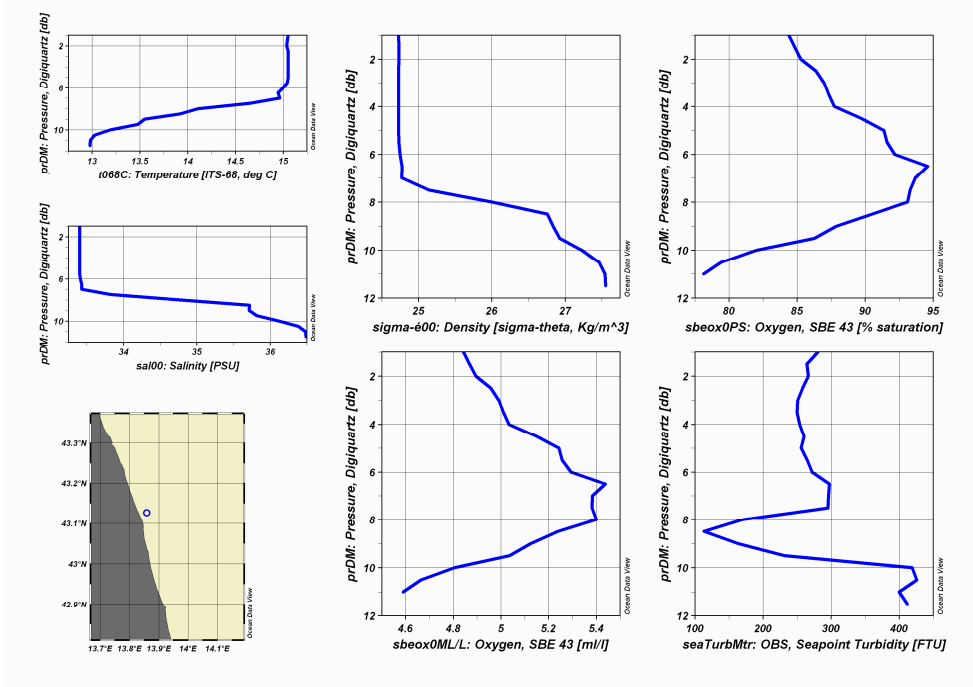 prDM: Pressure, Digiquartz [db]
2
6
10
13
13.5
14
14.5
15
t068C: Temperature [ITS-68, deg C]
Ocean Data View
prDM: Pressure, Digiquartz [db]
2
6
10
34
35
36
sal00: Salinity [PSU]
Ocean Data View
43.3°N
43.2°N
43.1°N
43°N
42.9°N
13.7°E
13.8°E
13.9°E
14°E
14.1°E
Ocean Data View
prDM: Pressure, Digiquartz [db]
2
4
6
8
10
12
25
26
27
sigma-é00: Density [sigma-theta, Kg/m^3]
Ocean Data View
prDM: Pressure, Digiquartz [db]
2
4
6
8
10
12
80
85
90
95
sbeox0PS: Oxygen, SBE 43 [% saturation]
Ocean Data View
prDM: Pressure, Digiquartz [db]
2
4
6
8
10
12
4.6
4.8
5
5.2
5.4
sbeox0ML/L: Oxygen, SBE 43 [ml/l]
Ocean Data View
prDM: Pressure, Digiquartz [db]
2
4
6
8
10
12
100
200
300
400
seaTurbMtr: OBS, Seapoint Turbidity [FTU]
Ocean Data View